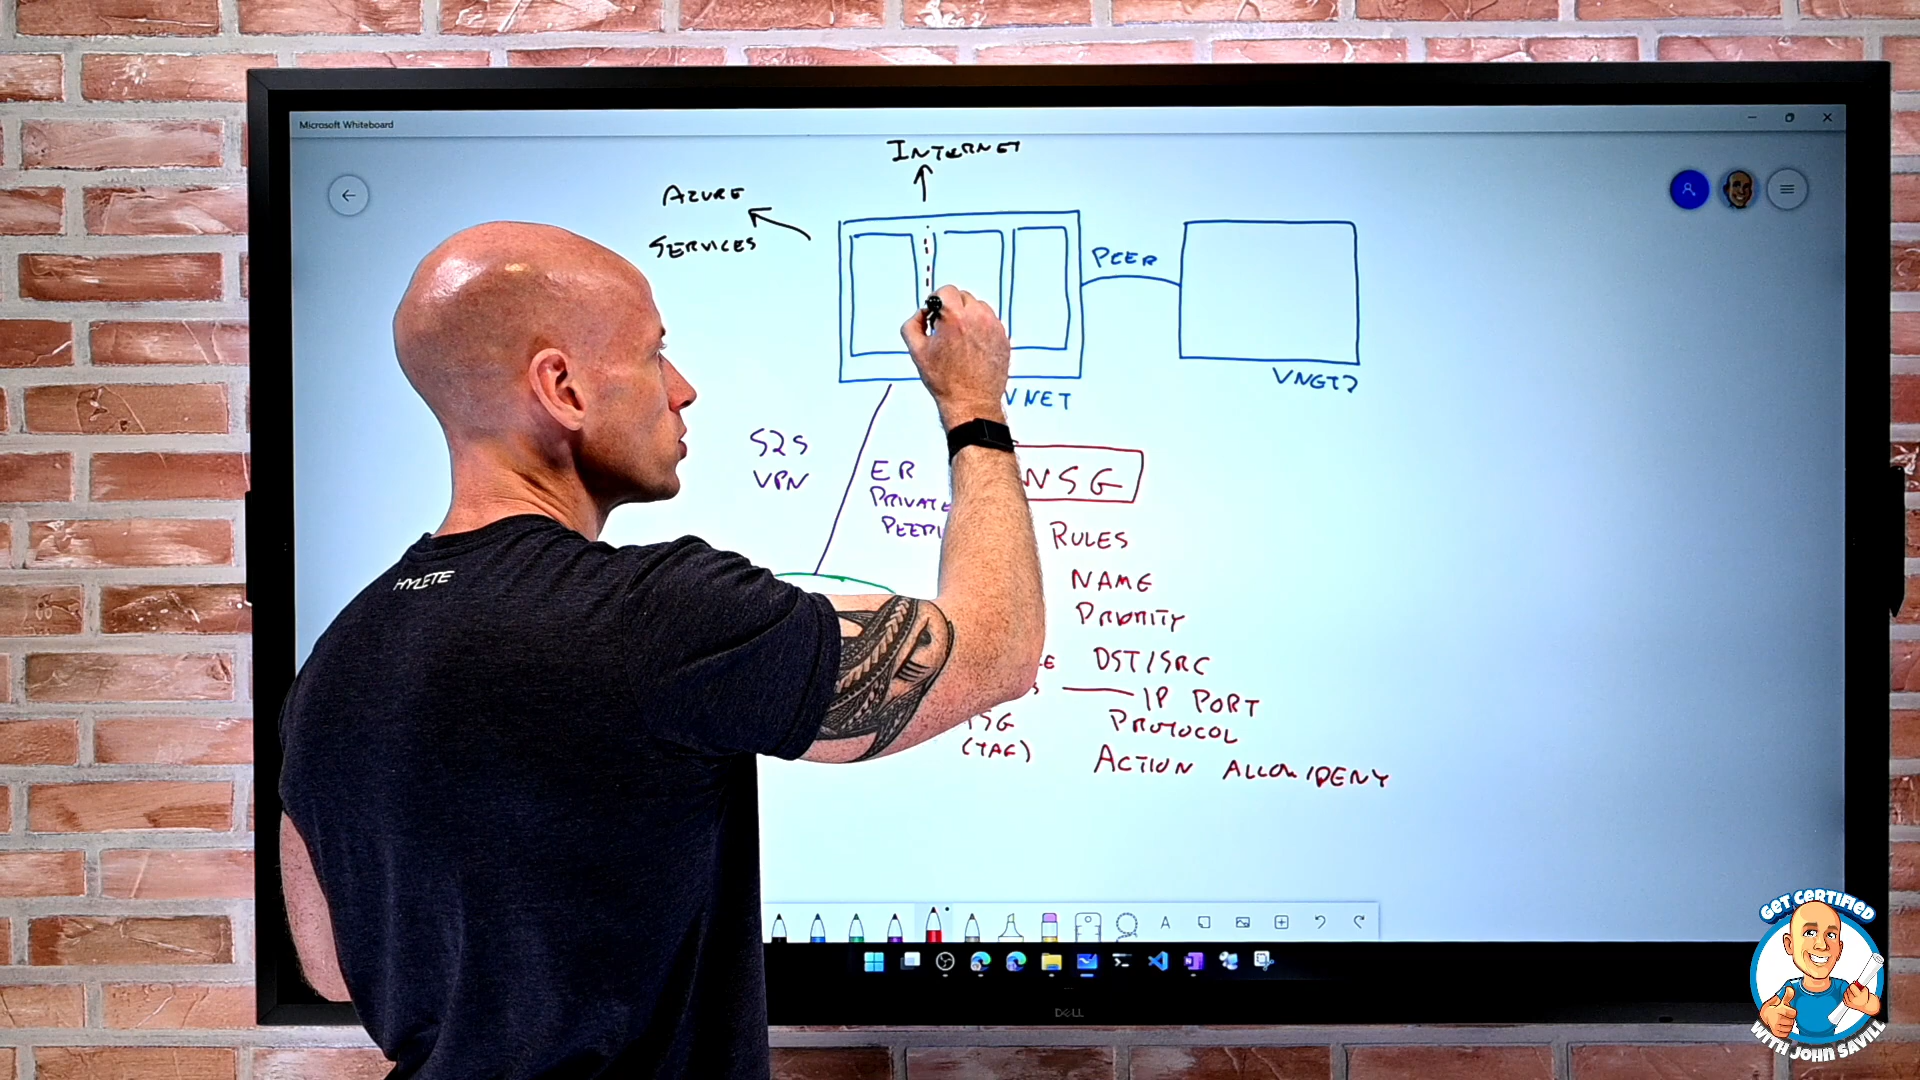 Microsoft Whiteboard
INTERNET
AZURE
SERVICES
PEER
VNET
VNET2
S2S
VPN
ER
PRIVATE
NSG
RULES
NAME
PRIORITY
DST/SRC
IP PORT
PROTOCOL
(TAG)
ACTION ALLOW/DENY
HYLETE
DELL
GET CERTIFIED
WITH JOHN SAVILL